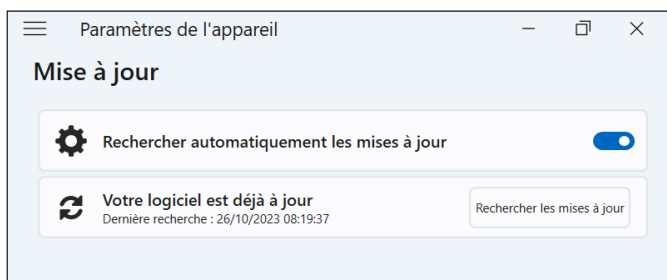 Paramètres de l'appareil
Mise à jour
Rechercher automatiquement les mises à jour
Votre logiciel est déjà à jour
Dernière recherche : 26/10/2023 08:19:37
Rechercher les mises à jour